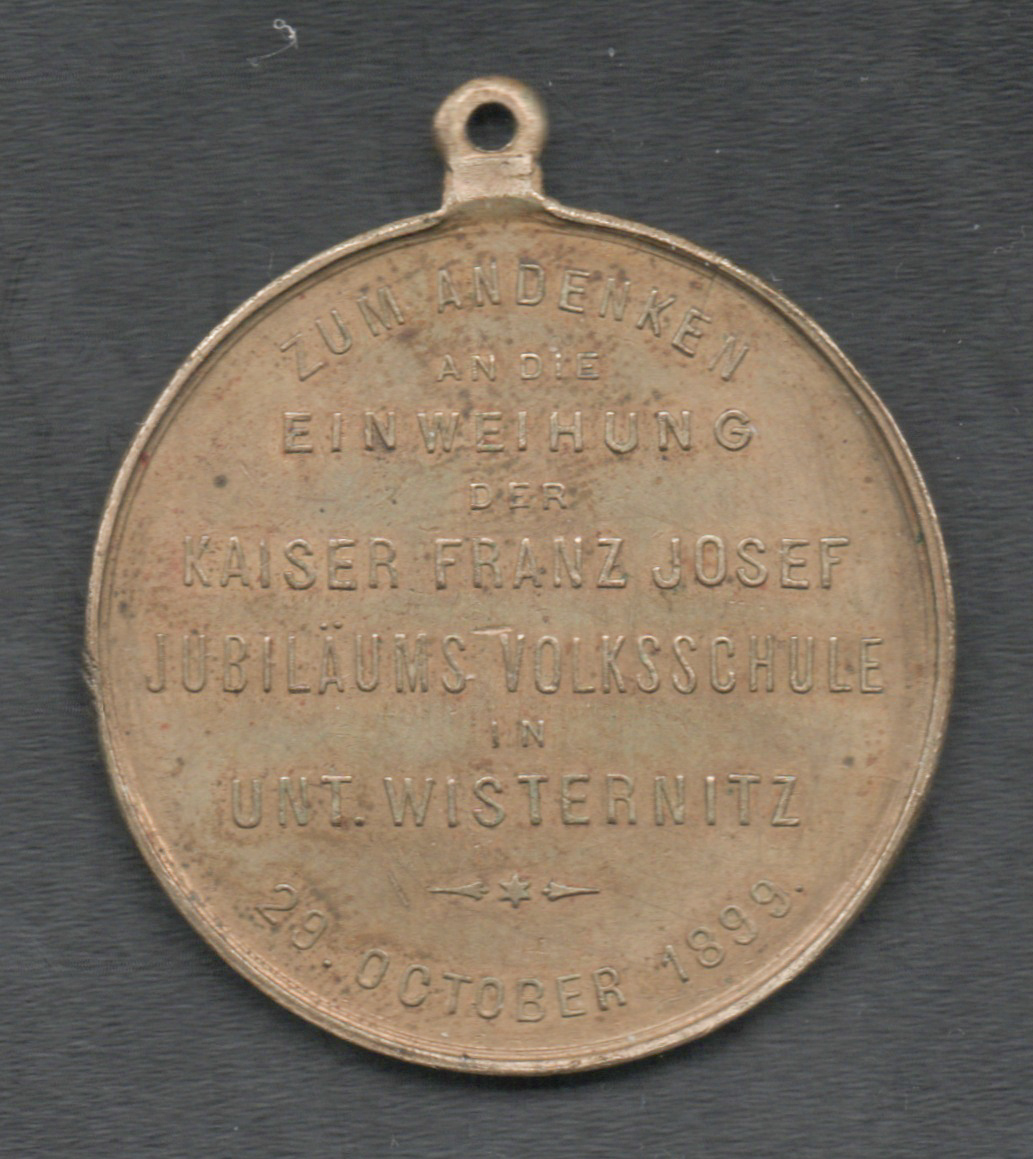 ZUM ANDENKEN
AN DIE
EINWEIHUNG
DER
KAISER FRANZ JOSEF
JUBILÄUMS VOLKSSCHULE
IN
UNT. WISTERNITZ
29. OCTOBER 1899.